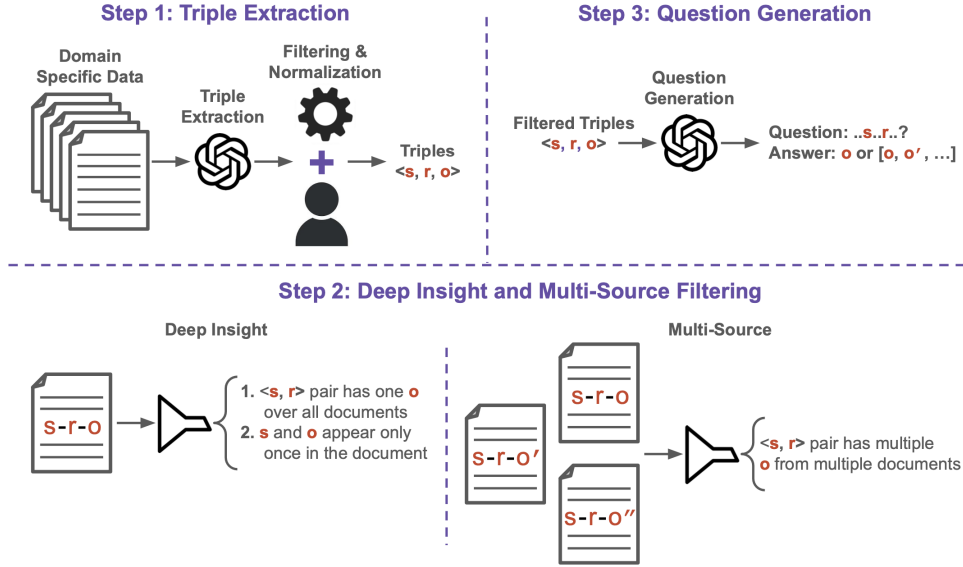 Step 1: Triple Extraction
Domain
Specific Data
Triple
Extraction
Filtering &
Normalization
Triples
<s, r, o>
Step 3: Question Generation
Filtered Triples
<s, r, o>
Question
Generation
Question: ..s..r..?
Answer: o or [o, o′, …]
Step 2: Deep Insight and Multi-Source Filtering
Deep Insight
s-r-o
1. <s, r> pair has one o
over all documents
2. s and o appear only
once in the document
Multi-Source
s-r-o
s-r-o′
s-r-o″
<s, r> pair has multiple
o from multiple documents